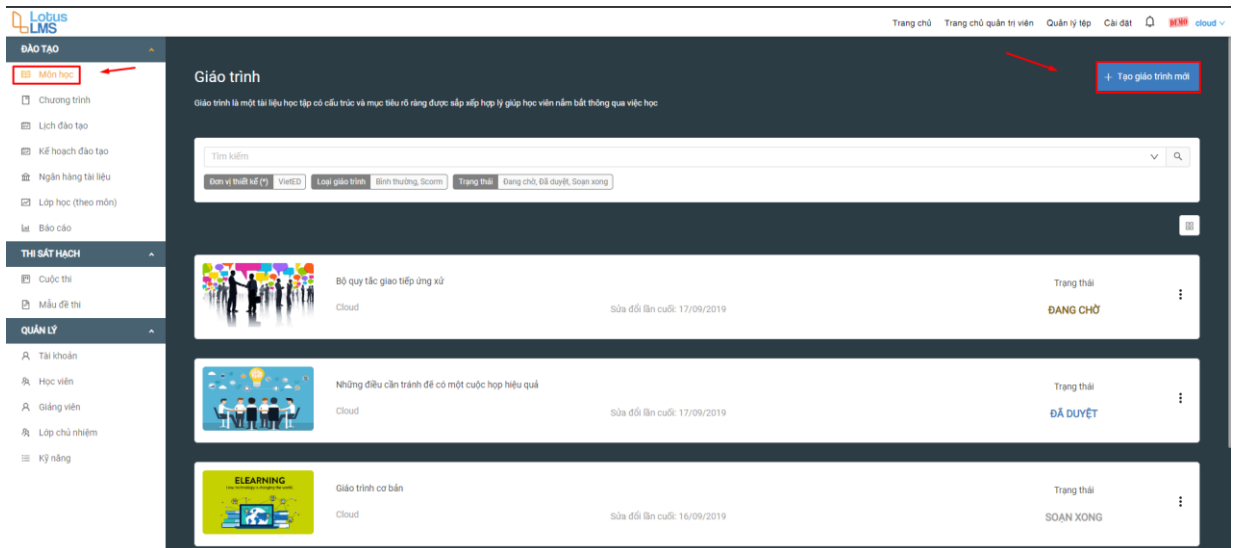 Lotus
LMS
Trang chủ Trang chủ quản trị viên Quản lý tệp Cài đặt DEMO cloud
ĐÀO TẠO
Môn học
Chương trình
Lịch đào tạo
Kế hoạch đào tạo
Ngân hàng tài liệu
Lớp học (theo môn)
Báo cáo
THI SÁT HẠCH
Cuộc thi
Mẫu đề thi
QUẢN LÝ
Tài khoản
Học viên
Giảng viên
Lớp chủ nhiệm
Kỹ năng
Giáo trình
+ Tạo giáo trình mới
Giáo trình là một tài liệu học tập có cấu trúc và mục tiêu rõ ràng được sắp xếp hợp lý giúp học viên nắm bắt thông qua việc học
Tìm kiếm
Đơn vị thiết kế (*) VietED Loại giáo trình Bình thường, Scorm Trạng thái Đang chờ, Đã duyệt, Soạn xong
Bộ quy tắc giao tiếp ứng xử
Cloud
Sửa đổi lần cuối: 17/09/2019
Trạng thái
ĐANG CHỜ
Những điều cần tránh để có một cuộc họp hiệu quả
Cloud
Sửa đổi lần cuối: 17/09/2019
Trạng thái
ĐÃ DUYỆT
ELEARNING
Giáo trình cơ bản
Cloud
Sửa đổi lần cuối: 16/09/2019
Trạng thái
SOẠN XONG